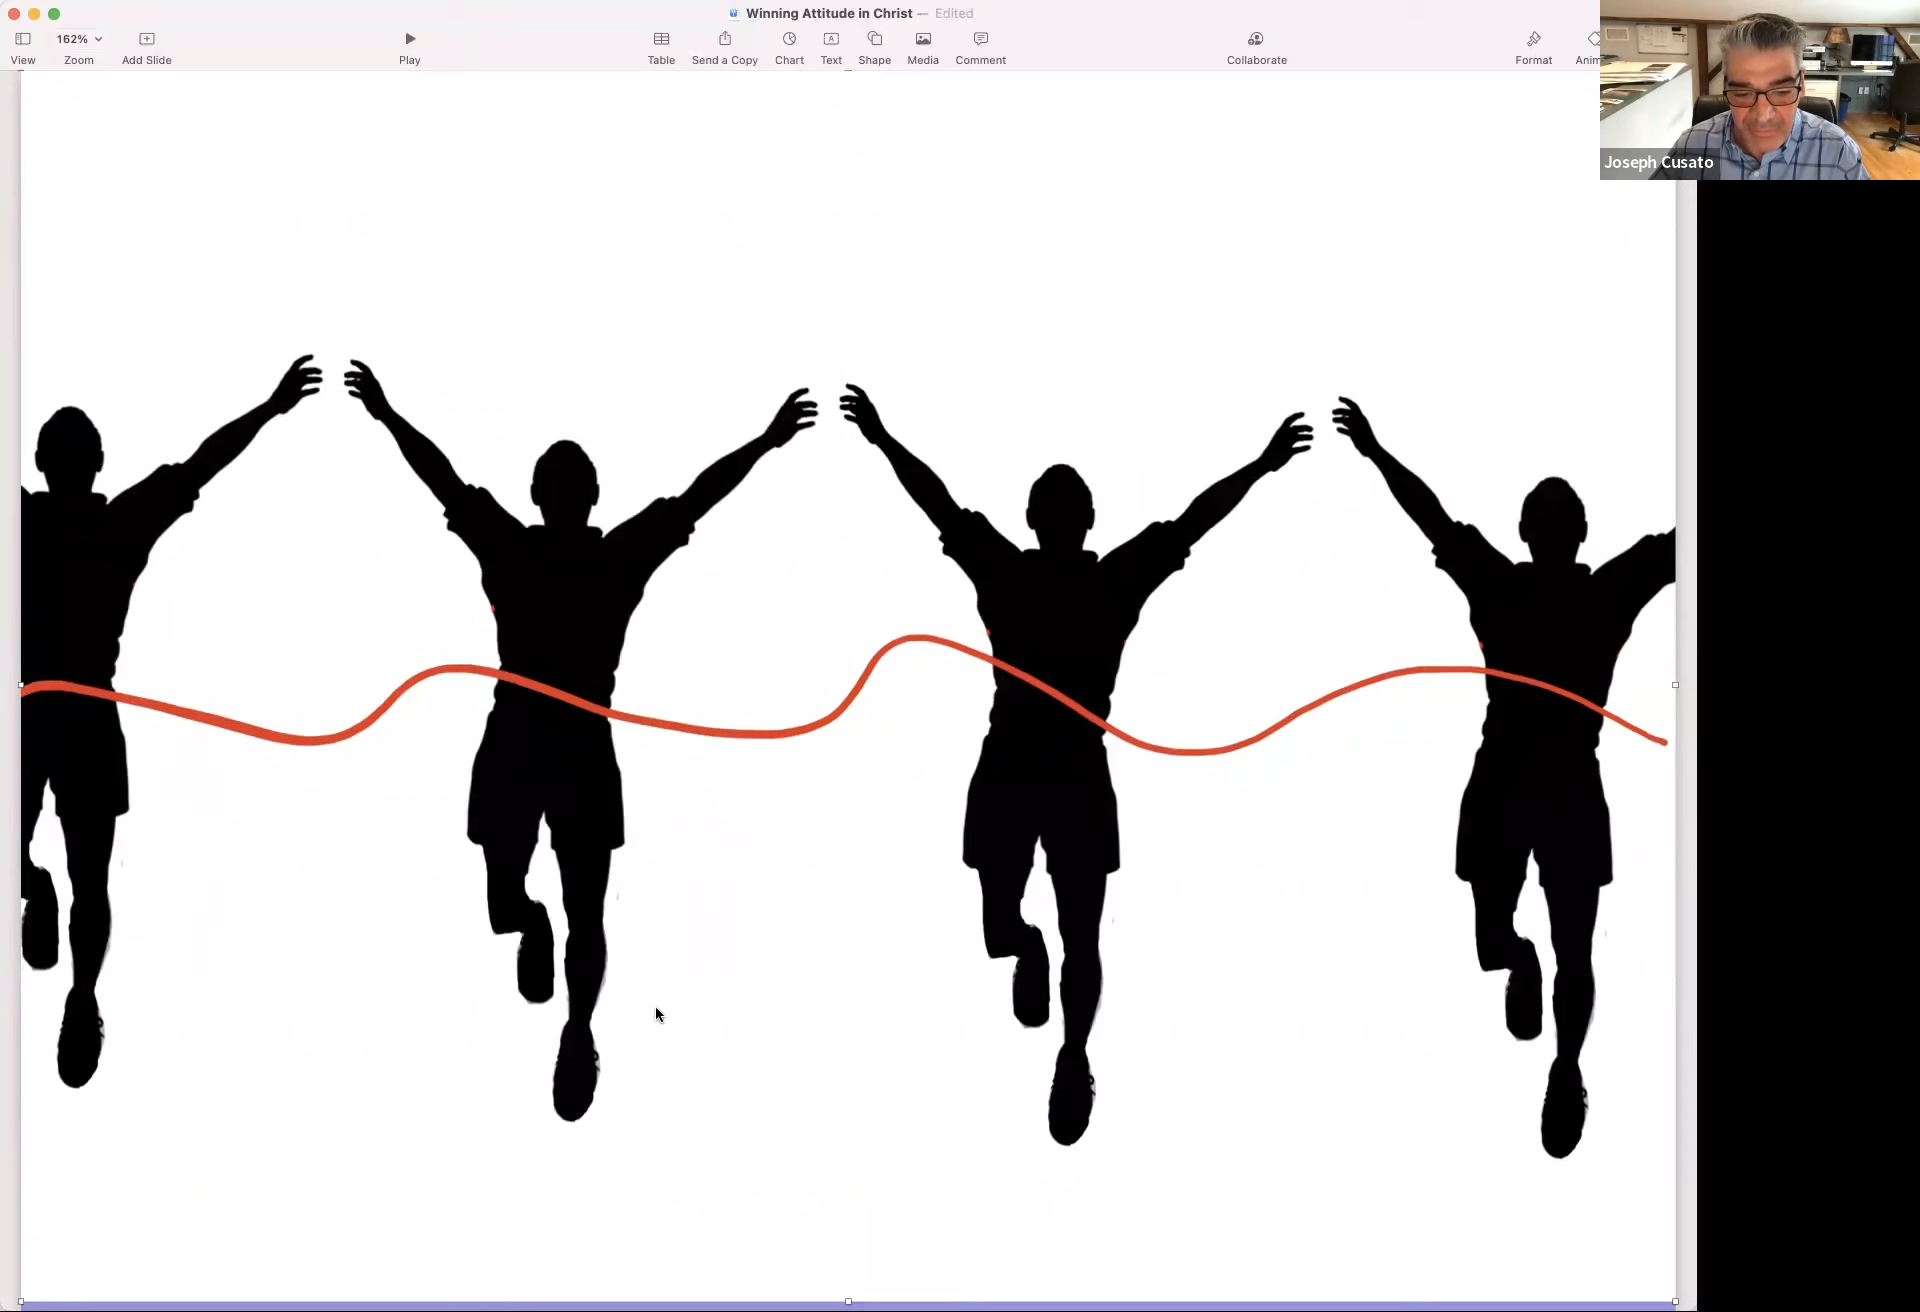 Winning Attitude in Christ — Edited
162%
View
Zoom
Add Slide
Play
Table
Send a Copy
Chart
Text
Shape
Media
Comment
Collaborate
Format
Anim
Joseph Cusato